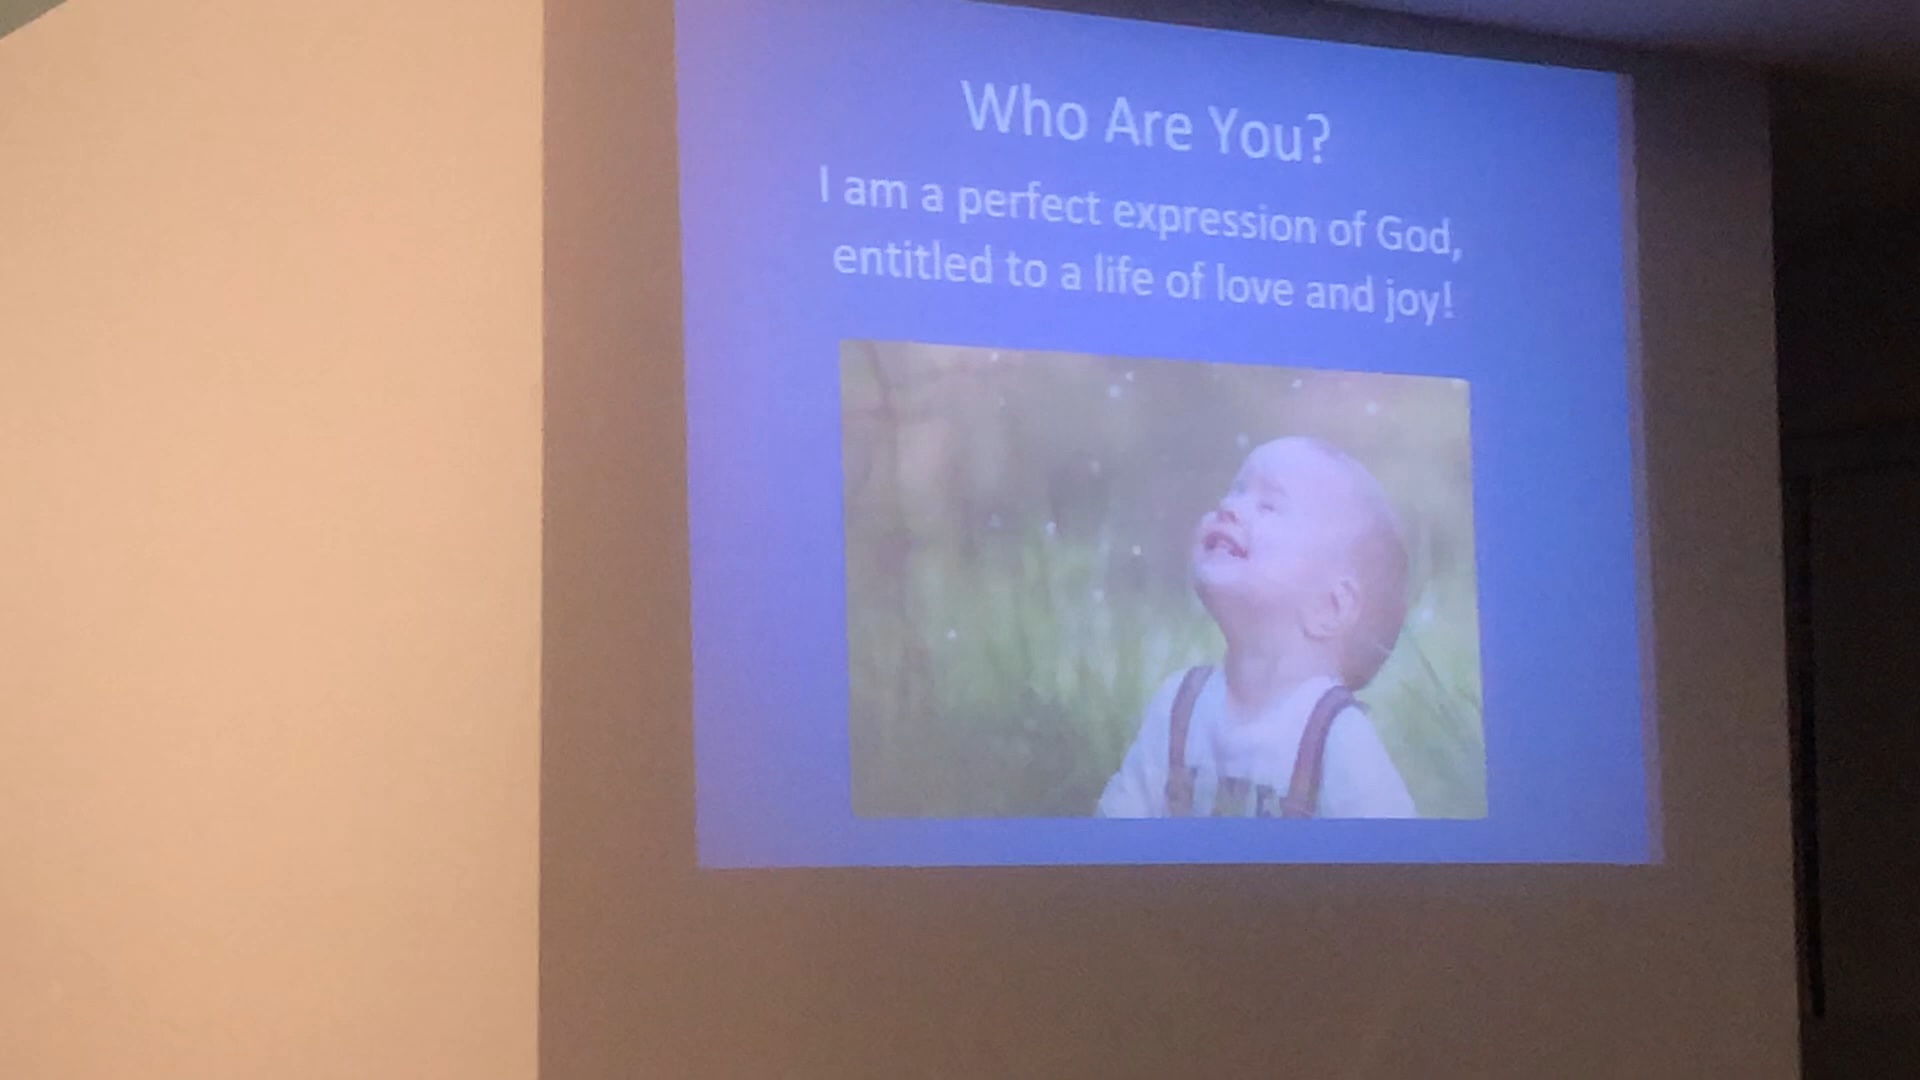 Who Are You?
I am a perfect expression of God,
entitled to a life of love and joy!